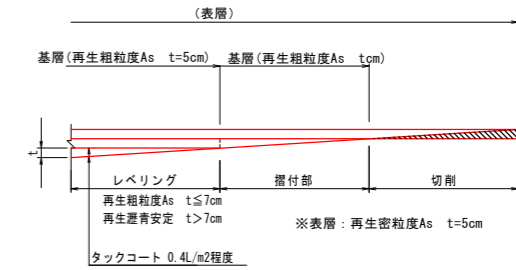 (表層)
基層(再生粗粒度As t=5cm)
基層(再生粗粒度As tcm)
t
レベリング
摺付部
切削
再生粗粒度As t≦7cm
再生瀝青安定 t>7cm
※表層：再生密粒度As t=5cm
タックコート 0.4L/m2程度